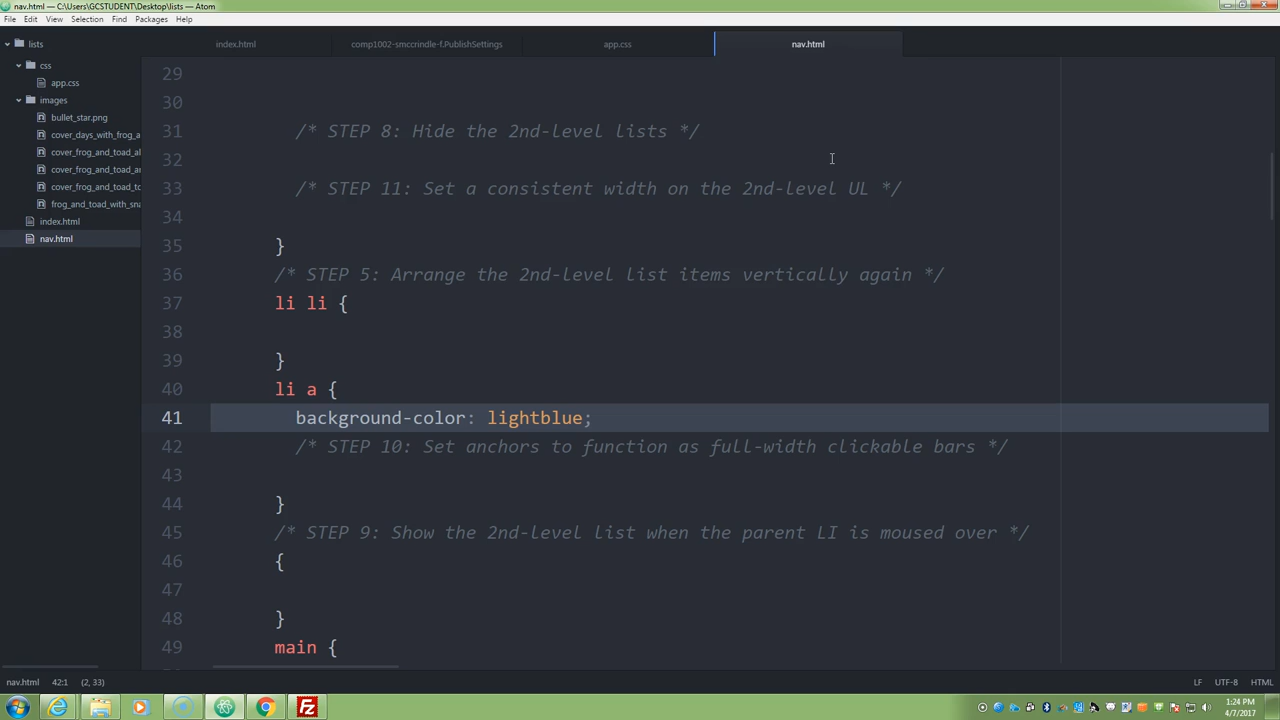 nav.html — C:\Users\GCSTUDENT\Desktop\lists — Atom
File Edit View Selection Find Packages Help
lists
css
app.css
images
bullet_star.png
cover_days_with_frog_a
cover_frog_and_toad_al
cover_frog_and_toad_ar
cover_frog_and_toad_to
frog_and_toad_with_sna
index.html
nav.html
index.html comp1002-smccrindle-f.PublishSettings app.css nav.html
29
30
31 /* STEP 8: Hide the 2nd-level lists */
32
33 /* STEP 11: Set a consistent width on the 2nd-level UL */
34
35 }
36 /* STEP 5: Arrange the 2nd-level list items vertically again */
37 li li {
38
39 }
40 li a {
41 background-color: lightblue;
42 /* STEP 10: Set anchors to function as full-width clickable bars */
43
44 }
45 /* STEP 9: Show the 2nd-level list when the parent LI is moused over */
46 {
47
48 }
49 main {
nav.html 42:1 (2, 33) LF UTF-8 HTML
1:24 PM
4/7/2017